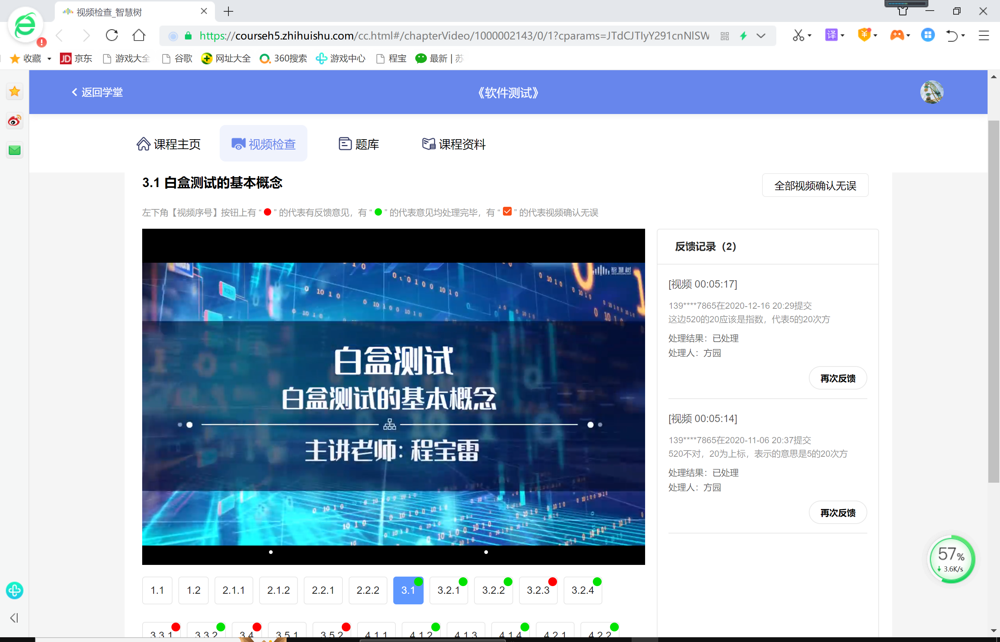 视频检查_智慧树
https://courseh5.zhihuishu.com/cc.html#/chapterVideo/1000002143/0/1?cparams=JTdCJTIyY291cnNlSW
译
收藏
JD 京东
游戏大全
谷歌
网址大全
360搜索
游戏中心
程宝
最新 | 苏
返回学堂
《软件测试》
课程主页
视频检查
题库
课程资料
3.1 白盒测试的基本概念
全部视频确认无误
左下角【视频序号】按钮上有 “ ” 的代表有反馈意见，有 “ ” 的代表意见均处理完毕，有 “ ” 的代表视频确认无误
智慧树
白盒测试
白盒测试的基本概念
主讲老师：程宝雷
反馈记录（2）
[视频 00:05:17]
139****7865在2020-12-16 20:29提交
这边520的20应该是指数，代表5的20次方
处理结果：已处理
处理人：方园
再次反馈
[视频 00:05:14]
139****7865在2020-11-06 20:37提交
520不对，20为上标，表示的意思是5的20次方
处理结果：已处理
处理人：方园
再次反馈
57%
3.6K/s
1.1
1.2
2.1.1
2.1.2
2.2.1
2.2.2
3.1
3.2.1
3.2.2
3.2.3
3.2.4
3.3.1
3.3.2
3.4
3.5.1
3.5.2
4.1.1
4.1.2
4.1.3
4.1.4
4.2.1
4.2.2